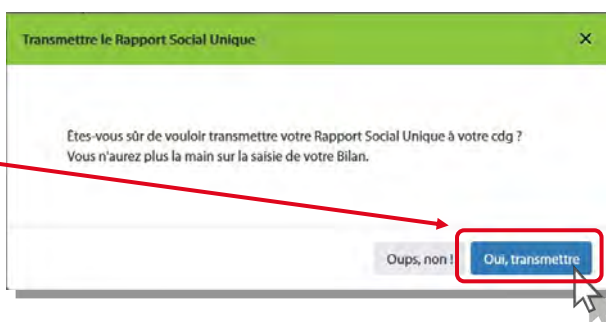 Transmettre le Rapport Social Unique ×
Êtes-vous sûr de vouloir transmettre votre Rapport Social Unique à votre cdg ?
Vous n'aurez plus la main sur la saisie de votre Bilan.
Oups, non ! Oui, transmettre